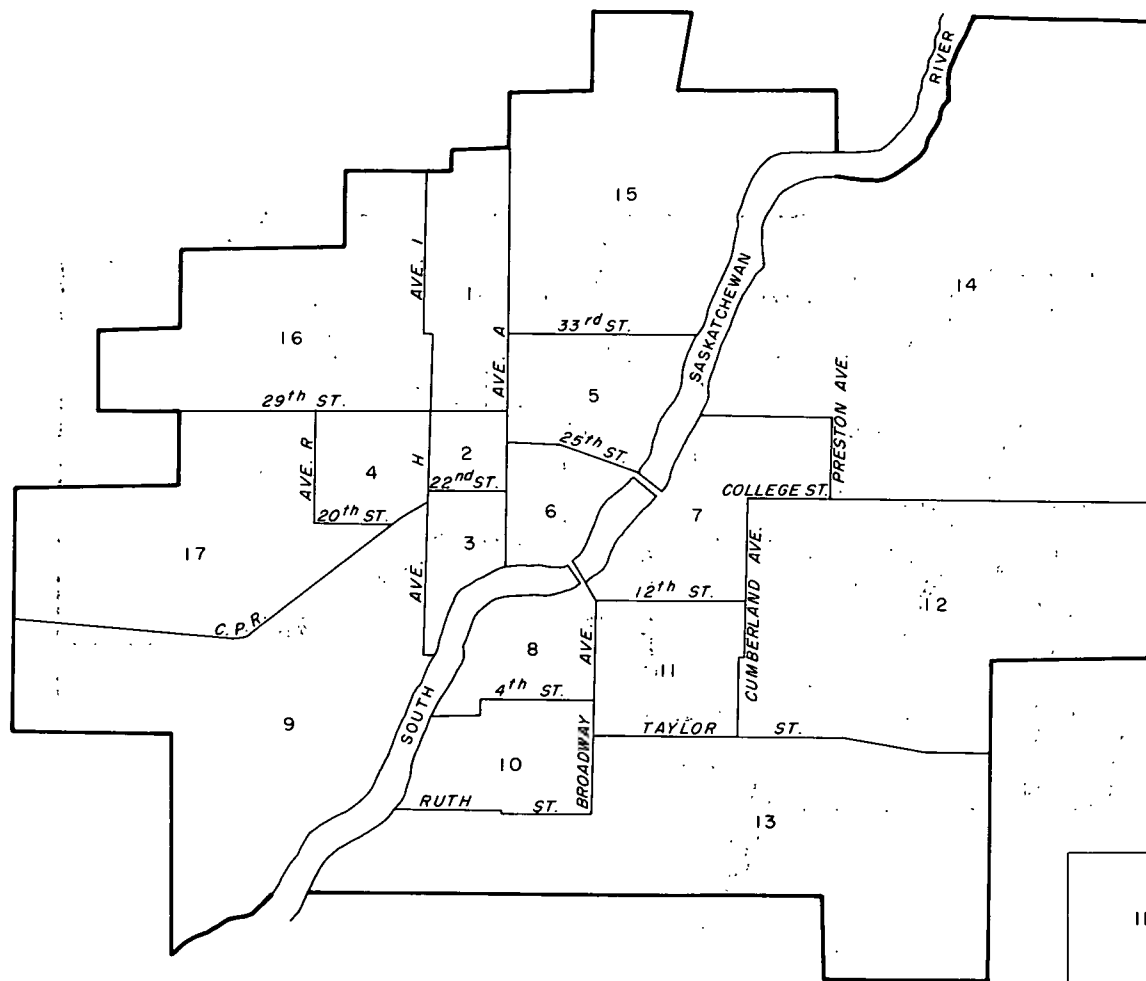 RIVER
15
SASKATCHEWAN
14
AVE. I
1
AVE. A
33rd ST.
16
5
PRESTON AVE.
29th ST.
25th ST.
AVE. R
4
H
2
22nd ST.
COLLEGE ST.
20th ST.
6
7
17
3
AVE.
12th ST.
CUMBERLAND AVE.
12
C. P. R.
8
AVE.
11
4th ST.
SOUTH
9
BROADWAY
TAYLOR ST.
10
RUTH ST.
13